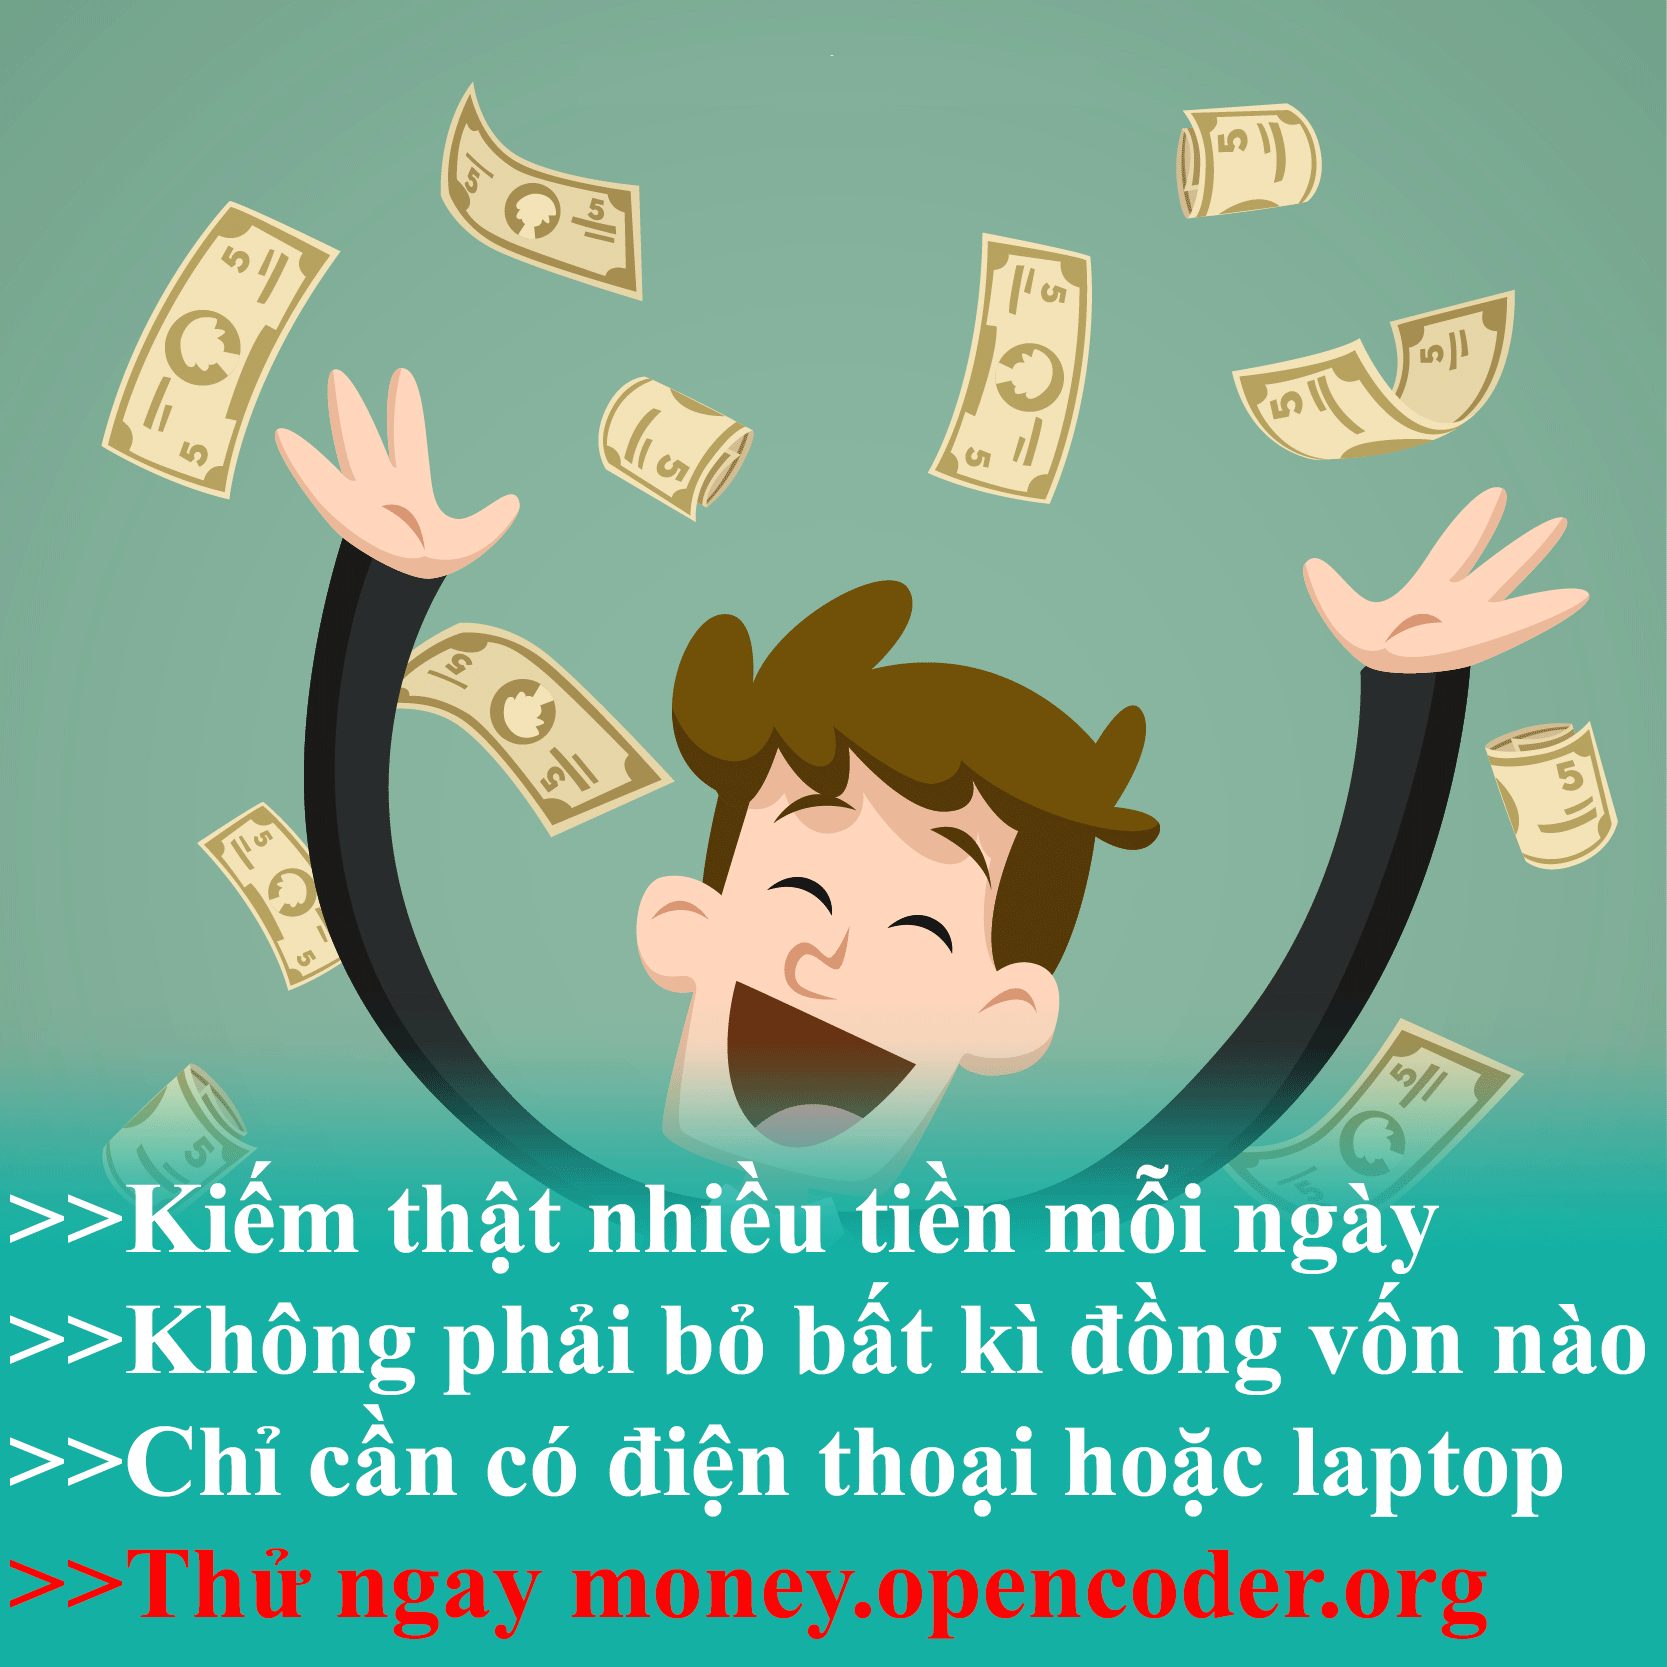 >>Kiếm thật nhiều tiền mỗi ngày
>>Không phải bỏ bất kì đồng vốn nào
>>Chỉ cần có điện thoại hoặc laptop
>>Thử ngay money.opencoder.org